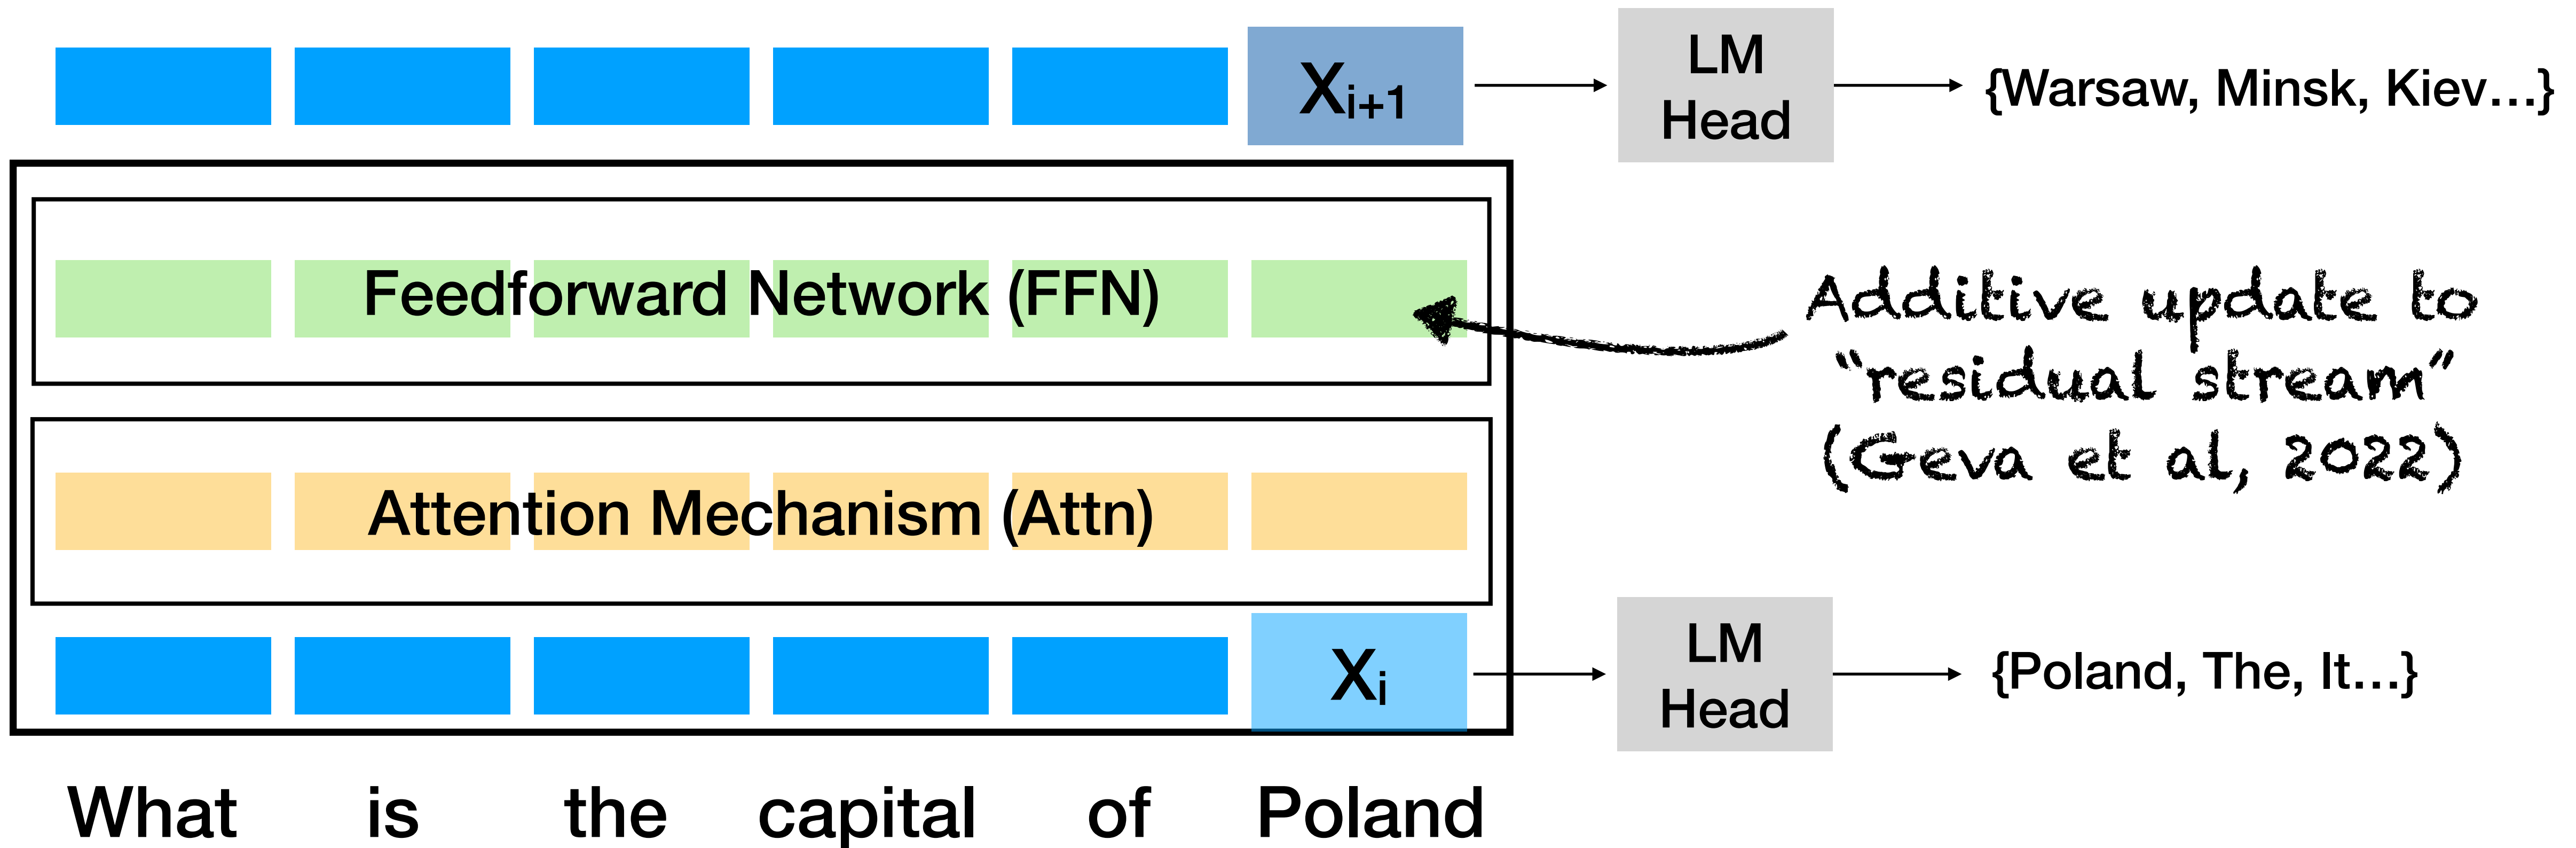 Xi+1
LM
Head
{Warsaw, Minsk, Kiev...}
Feedforward Network (FFN)
Additive update to
“residual stream”
(Geva et al, 2022)
Attention Mechanism (Attn)
Xi
LM
Head
{Poland, The, It...}
What is the capital of Poland